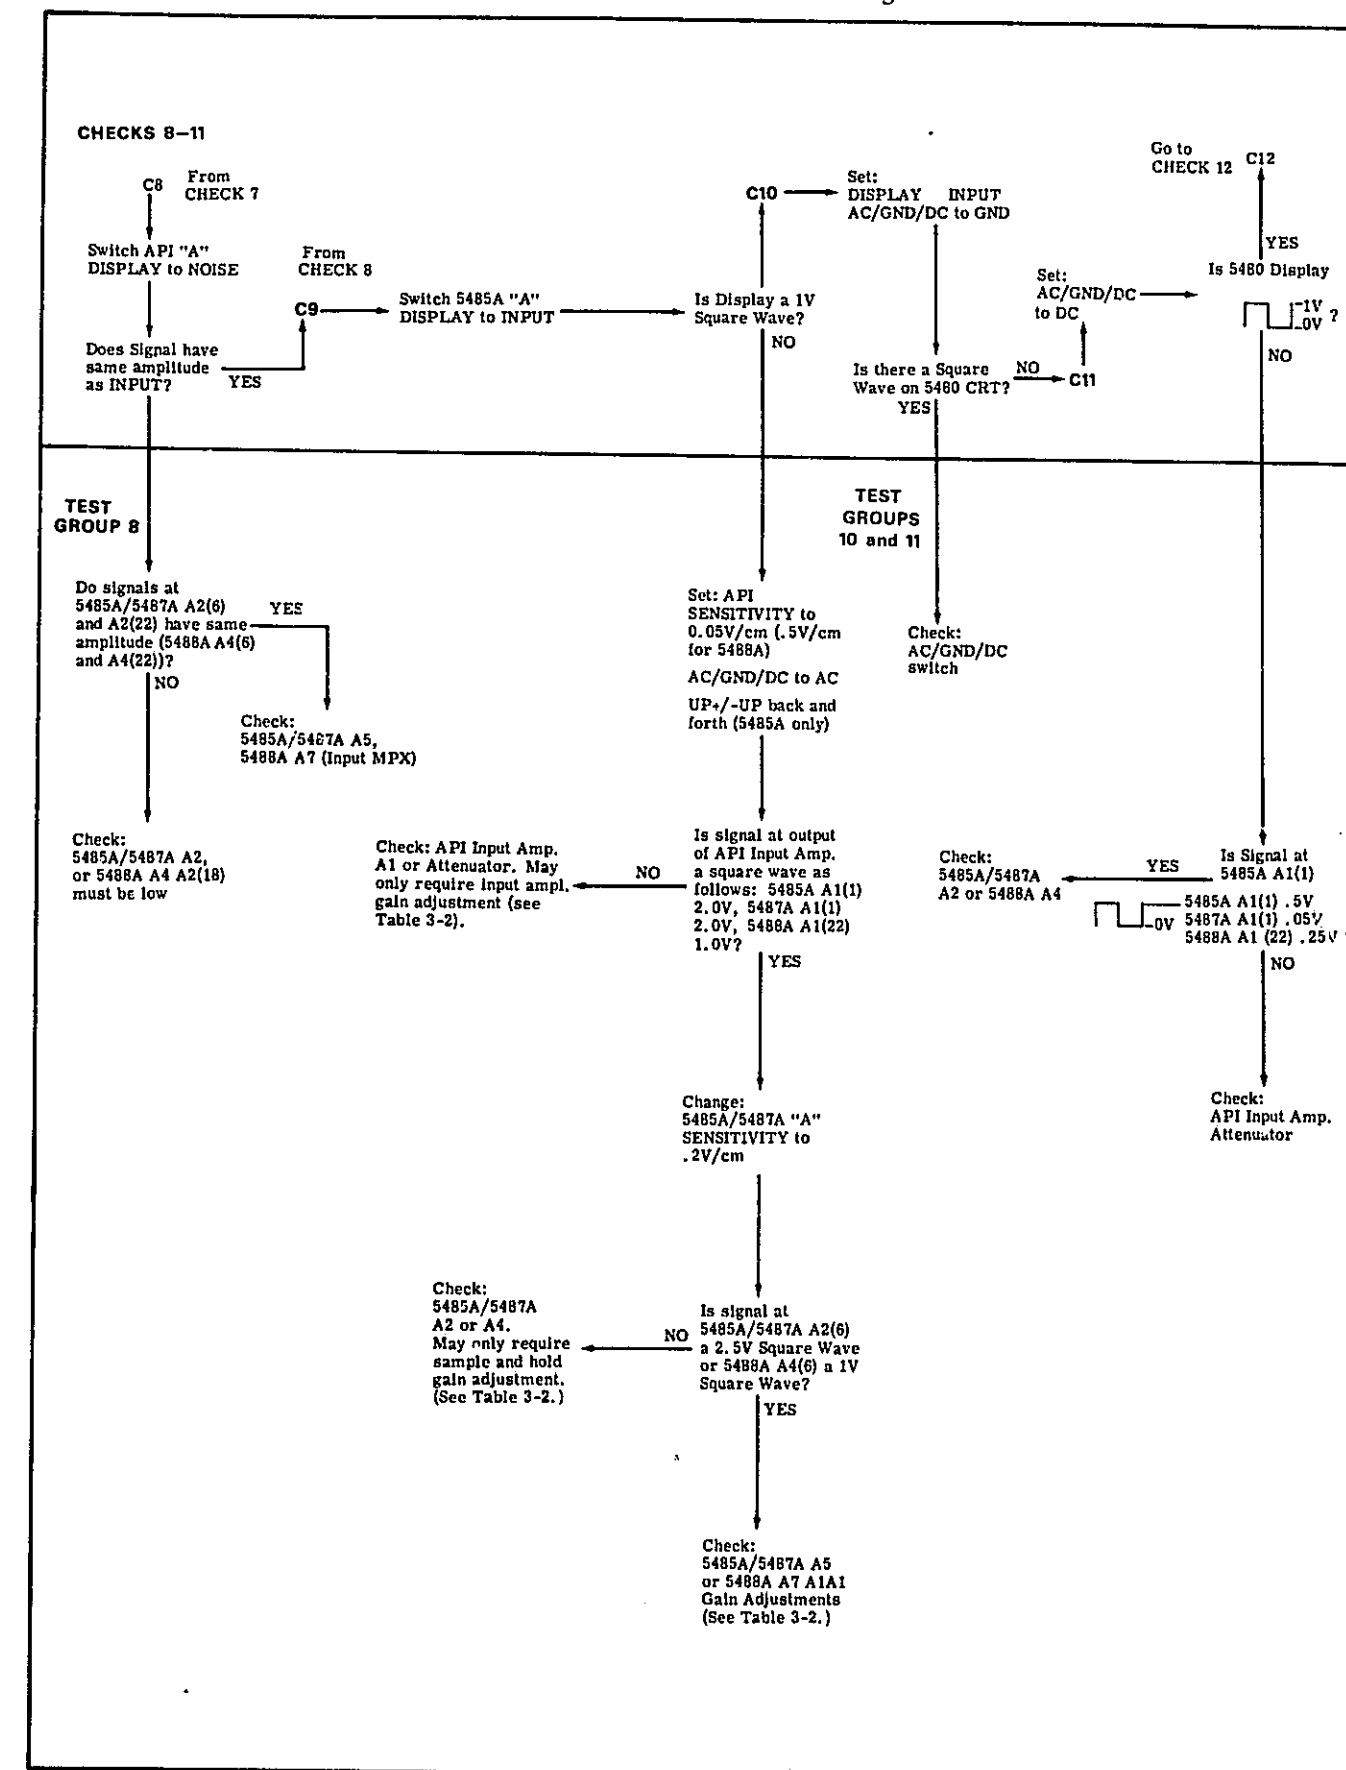 CHECKS 8–11
C8
From
CHECK 7
Switch API "A"
DISPLAY to NOISE
Does Signal have
same amplitude
as INPUT?
YES
From
CHECK 8
C9
Switch 5485A "A"
DISPLAY to INPUT
Is Display a 1V
Square Wave?
NO
C10
Set:
DISPLAY INPUT
AC/GND/DC to GND
Is there a Square
Wave on 5480 CRT?
NO
YES
C11
Set:
AC/GND/DC
to DC
Go to
CHECK 12
C12
YES
Is 5480 Display
-1V
-0V
?
NO
TEST
GROUP 8
Do signals at
5485A/5487A A2(6)
and A2(22) have same
amplitude (5488A A4(6)
and A4(22))?
YES
NO
Check:
5485A/5487A A5,
5488A A7 (Input MPX)
Check:
5485A/5487A A2,
or 5488A A4 A2(18)
must be low
Set: API
SENSITIVITY to
0.05V/cm (.5V/cm
for 5488A)
AC/GND/DC to AC
UP+/-UP back and
forth (5485A only)
Is signal at output
of API Input Amp.
a square wave as
follows: 5485A A1(1)
2.0V, 5487A A1(1)
2.0V, 5488A A1(22)
1.0V?
NO
YES
Check: API Input Amp.
A1 or Attenuator. May
only require input ampl.
gain adjustment (see
Table 3-2).
Change:
5485A/5487A "A"
SENSITIVITY to
.2V/cm
Is signal at
5485A/5487A A2(6)
a 2.5V Square Wave
or 5488A A4(6) a 1V
Square Wave?
NO
YES
Check:
5485A/5487A
A2 or A4.
May only require
sample and hold
gain adjustment.
(See Table 3-2.)
Check:
5485A/5487A A5
or 5488A A7 A1A1
Gain Adjustments
(See Table 3-2.)
TEST
GROUPS
10 and 11
Check:
AC/GND/DC
switch
Is Signal at
5485A A1(1)
YES
Check:
5485A/5487A
A2 or 5488A A4
-0V
5485A A1(1) .5V
5487A A1(1) .05V
5488A A1 (22) .25V
NO
Check:
API Input Amp.
Attenuator